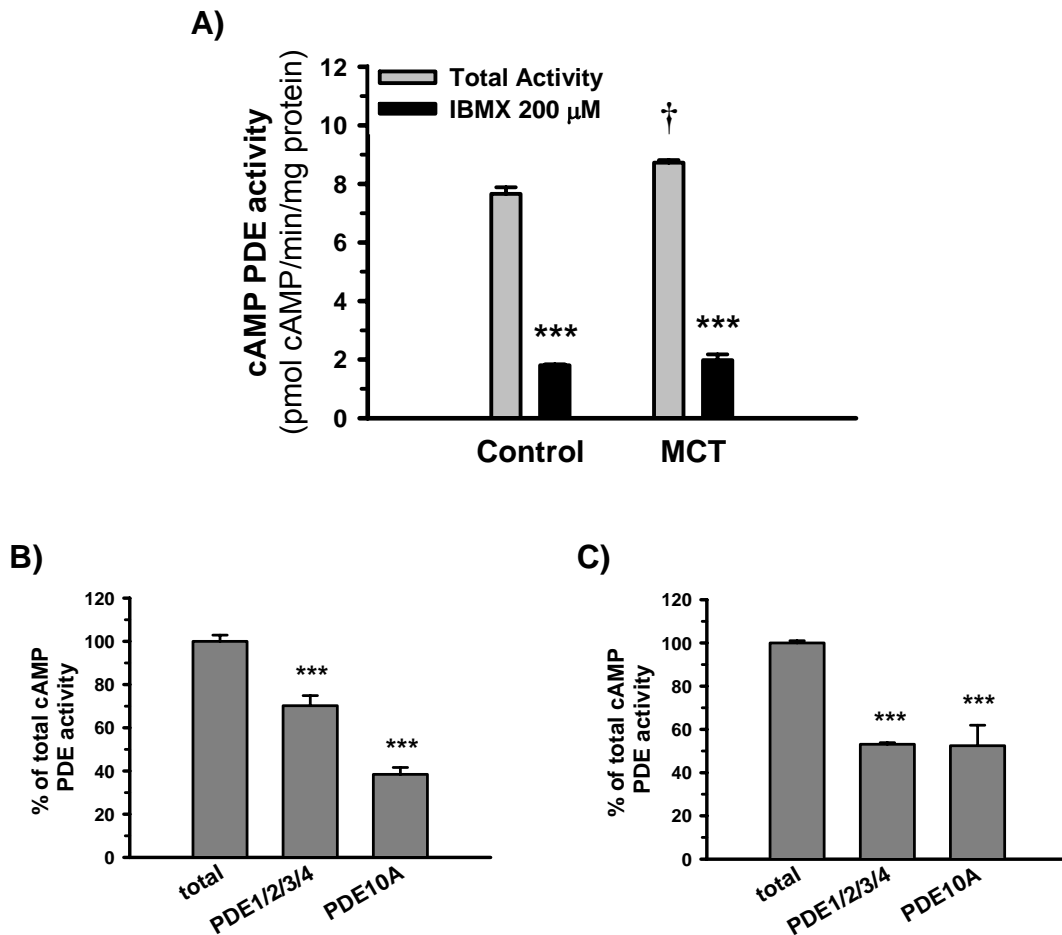 A)
cAMP PDE activity
(pmol cAMP/min/mg protein)
12
10
8
6
4
2
0
Total Activity
IBMX 200 μM
†
***
***
Control
MCT
B)
% of total cAMP
PDE activity
120
100
80
60
40
20
0
***
***
total
PDE1/2/3/4
PDE10A
C)
% of total cAMP
PDE activity
120
100
80
60
40
20
0
***
***
total
PDE1/2/3/4
PDE10A